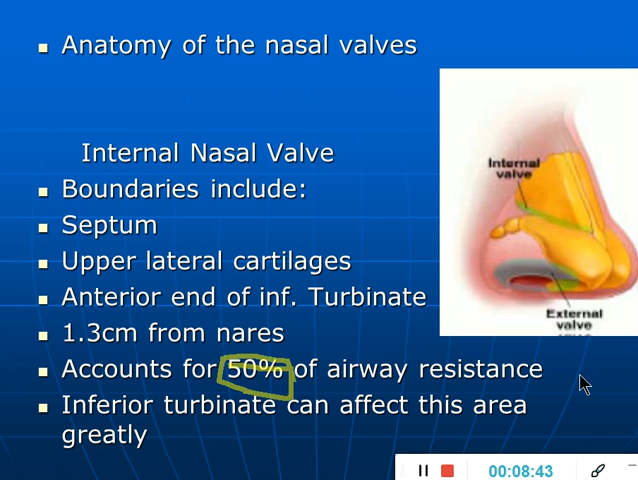 Anatomy of the nasal valves
Internal Nasal Valve
Boundaries include:
Septum
Upper lateral cartilages
Anterior end of inf. Turbinate
1.3cm from nares
Accounts for 50% of airway resistance
Inferior turbinate can affect this area
greatly
Internal
valve
External
valve
00:08:43